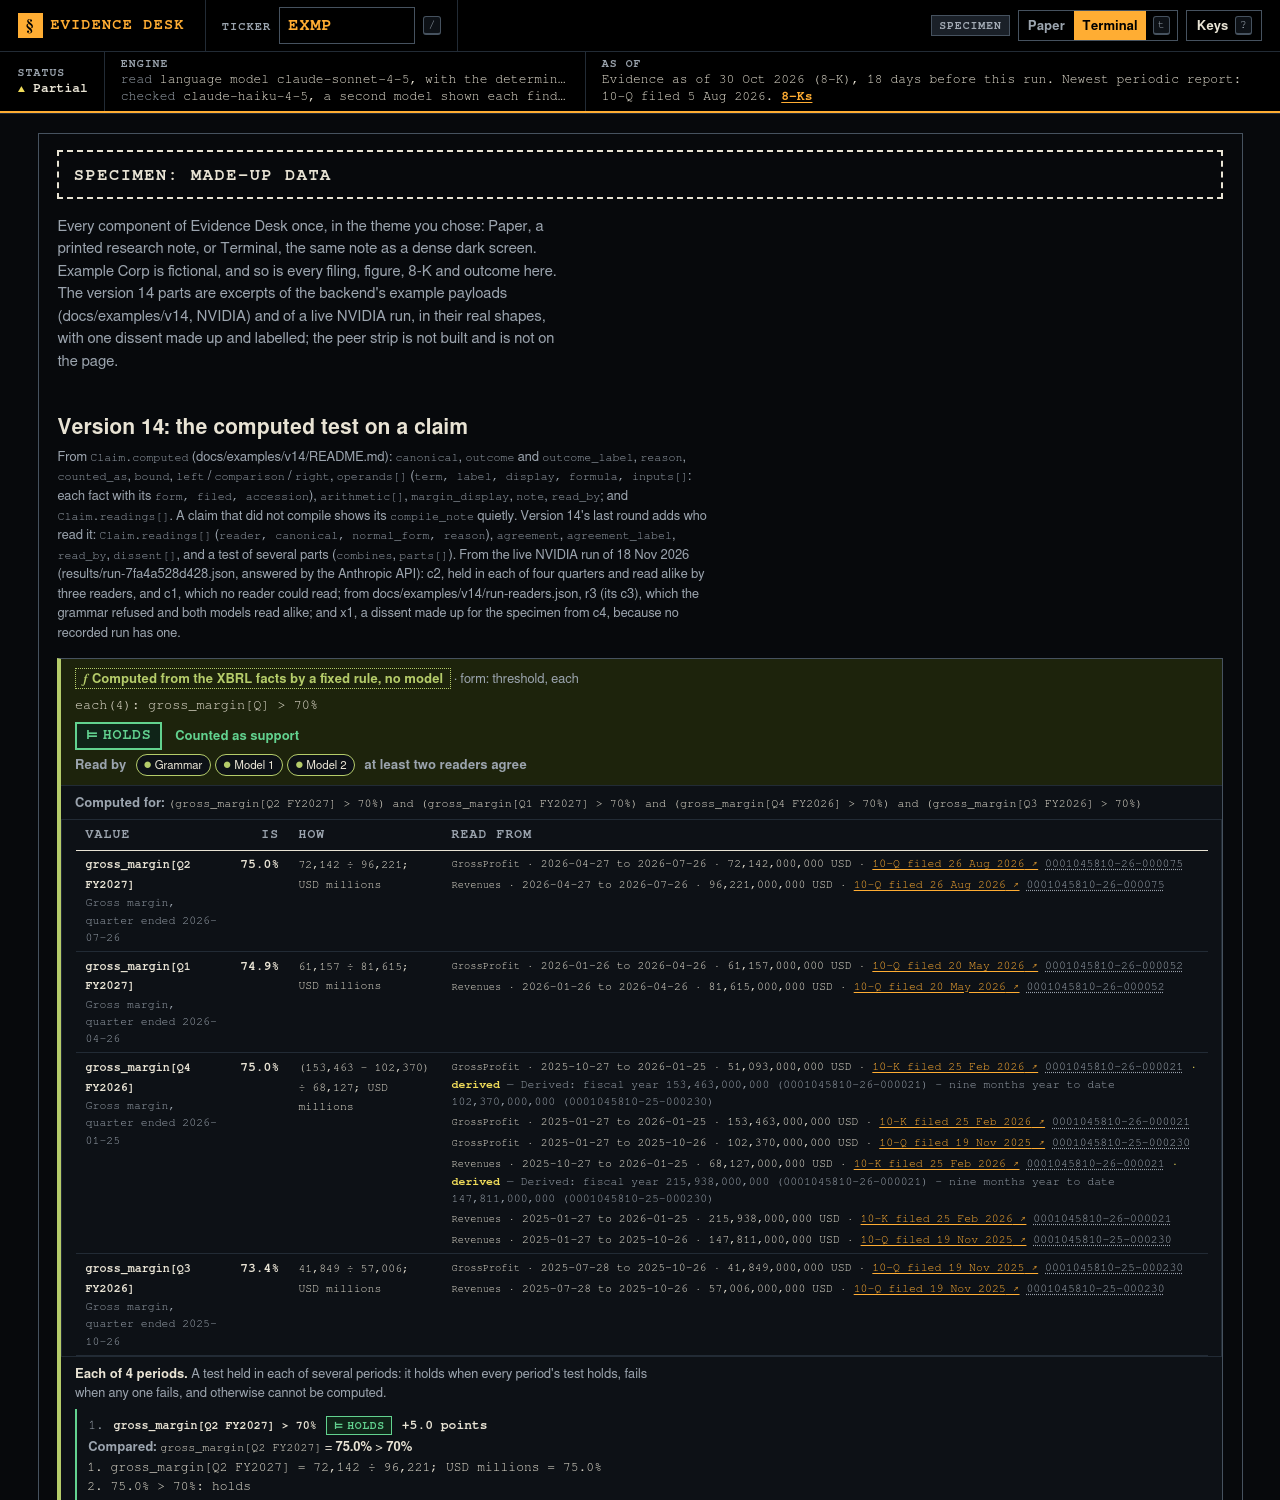 § EVIDENCE DESK
TICKER EXMP /
SPECIMEN Paper Terminal t Keys ?
STATUS
▲ Partial
ENGINE
read language model claude-sonnet-4-5, with the determin…
checked claude-haiku-4-5, a second model shown each find…
AS OF
Evidence as of 30 Oct 2026 (8-K), 18 days before this run. Newest periodic report:
10-Q filed 5 Aug 2026. 8-Ks
SPECIMEN: MADE-UP DATA
Every component of Evidence Desk once, in the theme you chose: Paper, a
printed research note, or Terminal, the same note as a dense dark screen.
Example Corp is fictional, and so is every filing, figure, 8-K and outcome here.
The version 14 parts are excerpts of the backend's example payloads
(docs/examples/v14, NVIDIA) and of a live NVIDIA run, in their real shapes,
with one dissent made up and labelled; the peer strip is not built and is not on
the page.
Version 14: the computed test on a claim
From Claim.computed (docs/examples/v14/README.md): canonical, outcome and outcome_label, reason,
counted_as, bound, left / comparison / right, operands[] (term, label, display, formula, inputs[]:
each fact with its form, filed, accession), arithmetic[], margin_display, note, read_by; and
Claim.readings[]. A claim that did not compile shows its compile_note quietly. Version 14's last round adds who
read it: Claim.readings[] (reader, canonical, normal_form, reason), agreement, agreement_label,
read_by, dissent[], and a test of several parts (combines, parts[]). From the live NVIDIA run of 18 Nov 2026
(results/run-7fa4a528d428.json, answered by the Anthropic API): c2, held in each of four quarters and read alike by
three readers, and c1, which no reader could read; from docs/examples/v14/run-readers.json, r3 (its c3), which the
grammar refused and both models read alike; and x1, a dissent made up for the specimen from c4, because no
recorded run has one.
ƒ Computed from the XBRL facts by a fixed rule, no model · form: threshold, each
each(4): gross_margin[Q] > 70%
⊨ HOLDS Counted as support
Read by ● Grammar ● Model 1 ● Model 2 at least two readers agree
Computed for: (gross_margin[Q2 FY2027] > 70%) and (gross_margin[Q1 FY2027] > 70%) and (gross_margin[Q4 FY2026] > 70%) and (gross_margin[Q3 FY2026] > 70%)
VALUE IS HOW READ FROM
gross_margin[Q2 FY2027] 75.0% 72,142 ÷ 96,221; USD millions
Gross margin, quarter ended 2026-07-26
GrossProfit · 2026-04-27 to 2026-07-26 · 72,142,000,000 USD · 10-Q filed 26 Aug 2026 ↗ 0001045810-26-000075
Revenues · 2026-04-27 to 2026-07-26 · 96,221,000,000 USD · 10-Q filed 26 Aug 2026 ↗ 0001045810-26-000075
gross_margin[Q1 FY2027] 74.9% 61,157 ÷ 81,615; USD millions
Gross margin, quarter ended 2026-04-26
GrossProfit · 2026-01-26 to 2026-04-26 · 61,157,000,000 USD · 10-Q filed 20 May 2026 ↗ 0001045810-26-000052
Revenues · 2026-01-26 to 2026-04-26 · 81,615,000,000 USD · 10-Q filed 20 May 2026 ↗ 0001045810-26-000052
gross_margin[Q4 FY2026] 75.0% (153,463 − 102,370) ÷ 68,127; USD millions
Gross margin, quarter ended 2026-01-25
GrossProfit · 2025-10-27 to 2026-01-25 · 51,093,000,000 USD · 10-K filed 25 Feb 2026 ↗ 0001045810-26-000021 ·
derived — Derived: fiscal year 153,463,000,000 (0001045810-26-000021) − nine months year to date
102,370,000,000 (0001045810-25-000230)
GrossProfit · 2025-01-27 to 2026-01-25 · 153,463,000,000 USD · 10-K filed 25 Feb 2026 ↗ 0001045810-26-000021
GrossProfit · 2025-01-27 to 2025-10-26 · 102,370,000,000 USD · 10-Q filed 19 Nov 2025 ↗ 0001045810-25-000230
Revenues · 2025-10-27 to 2026-01-25 · 68,127,000,000 USD · 10-K filed 25 Feb 2026 ↗ 0001045810-26-000021 ·
derived — Derived: fiscal year 215,938,000,000 (0001045810-26-000021) − nine months year to date
147,811,000,000 (0001045810-25-000230)
Revenues · 2025-01-27 to 2026-01-25 · 215,938,000,000 USD · 10-K filed 25 Feb 2026 ↗ 0001045810-26-000021
Revenues · 2025-01-27 to 2025-10-26 · 147,811,000,000 USD · 10-Q filed 19 Nov 2025 ↗ 0001045810-25-000230
gross_margin[Q3 FY2026] 73.4% 41,849 ÷ 57,006; USD millions
Gross margin, quarter ended 2025-10-26
GrossProfit · 2025-07-28 to 2025-10-26 · 41,849,000,000 USD · 10-Q filed 19 Nov 2025 ↗ 0001045810-25-000230
Revenues · 2025-07-28 to 2025-10-26 · 57,006,000,000 USD · 10-Q filed 19 Nov 2025 ↗ 0001045810-25-000230
Each of 4 periods. A test held in each of several periods: it holds when every period's test holds, fails
when any one fails, and otherwise cannot be computed.
1. gross_margin[Q2 FY2027] > 70% ⊨ HOLDS +5.0 points
Compared: gross_margin[Q2 FY2027] = 75.0% > 70%
1. gross_margin[Q2 FY2027] = 72,142 ÷ 96,221; USD millions = 75.0%
2. 75.0% > 70%: holds